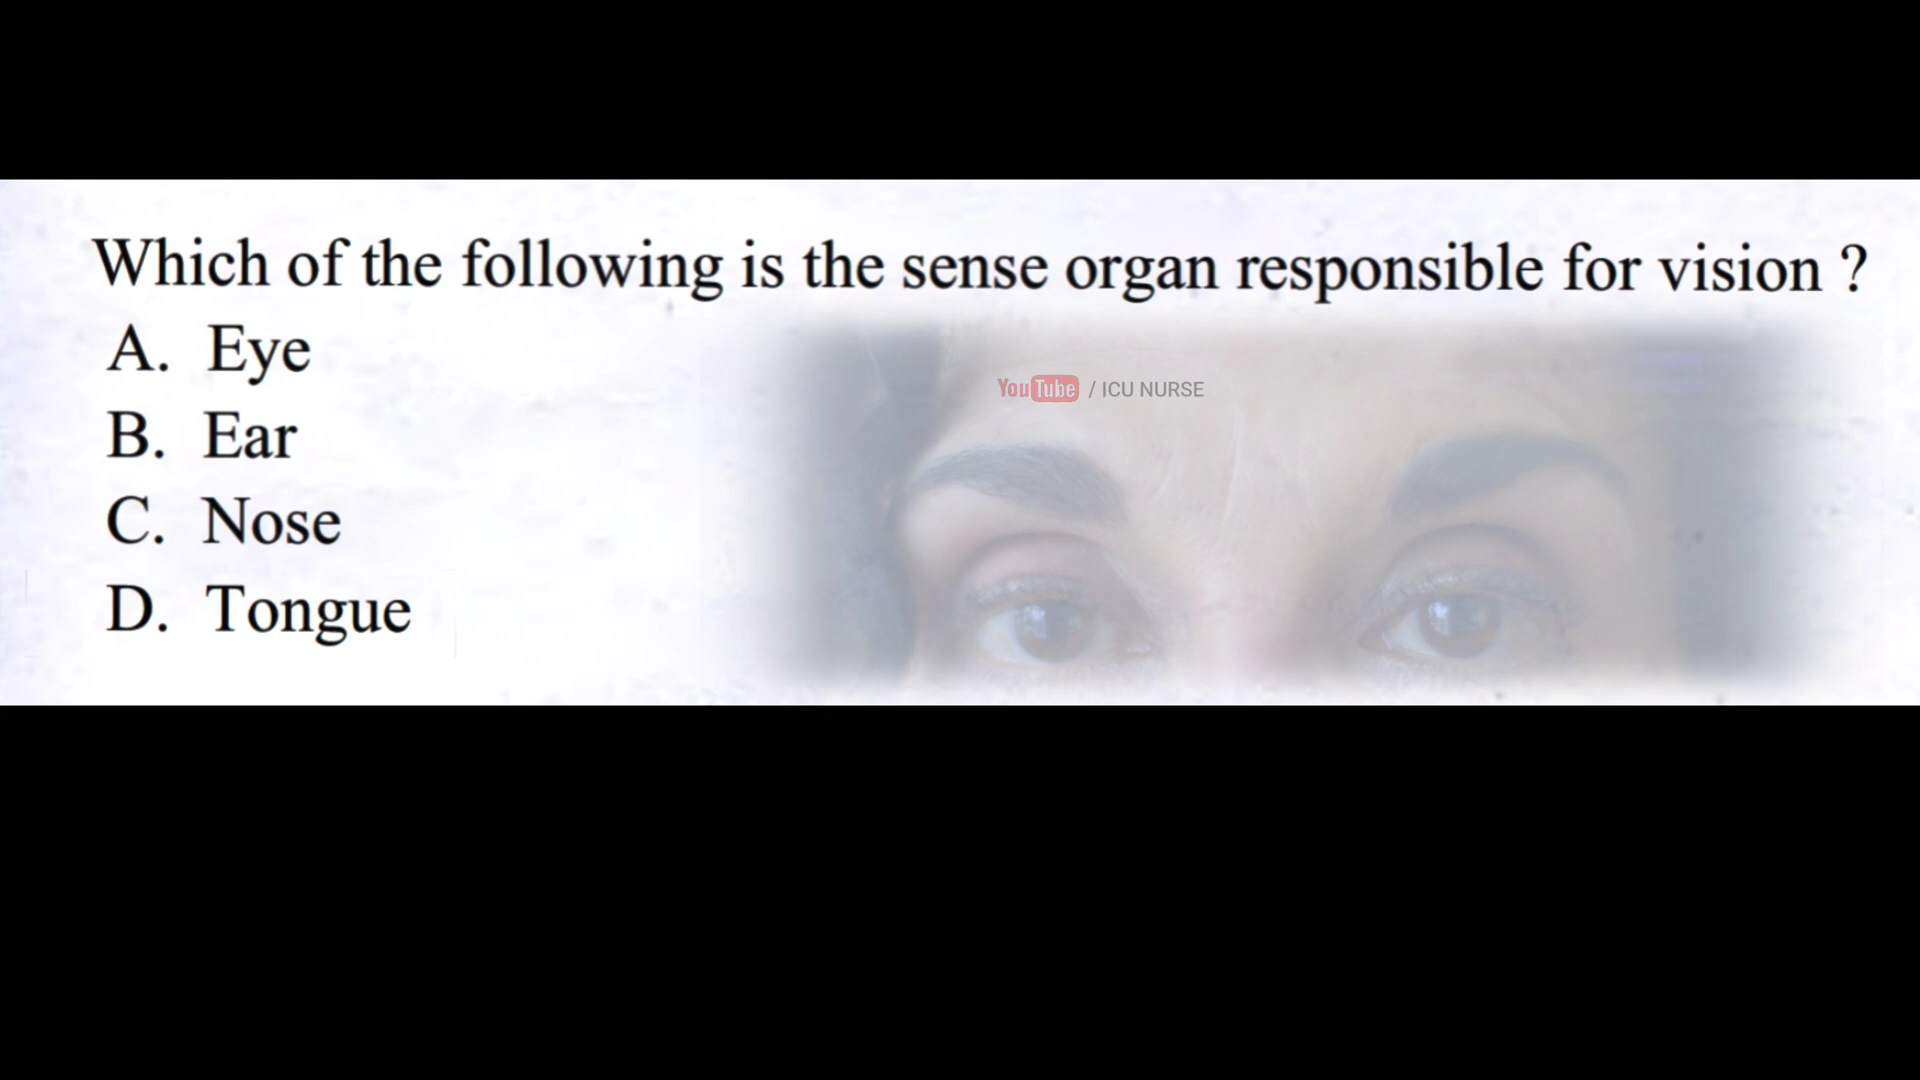 Which of the following is the sense organ responsible for vision ?
A. Eye
B. Ear
C. Nose
D. Tongue
YouTube / ICU NURSE